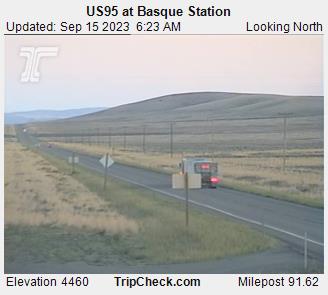 US95 at Basque Station
Updated: Sep 15 2023 6:23 AM Looking North
Elevation 4460 TripCheck.com Milepost 91.62